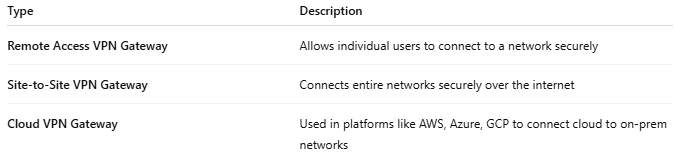 Type Description
Remote Access VPN Gateway Allows individual users to connect to a network securely
Site-to-Site VPN Gateway Connects entire networks securely over the internet
Cloud VPN Gateway Used in platforms like AWS, Azure, GCP to connect cloud to on-prem
networks